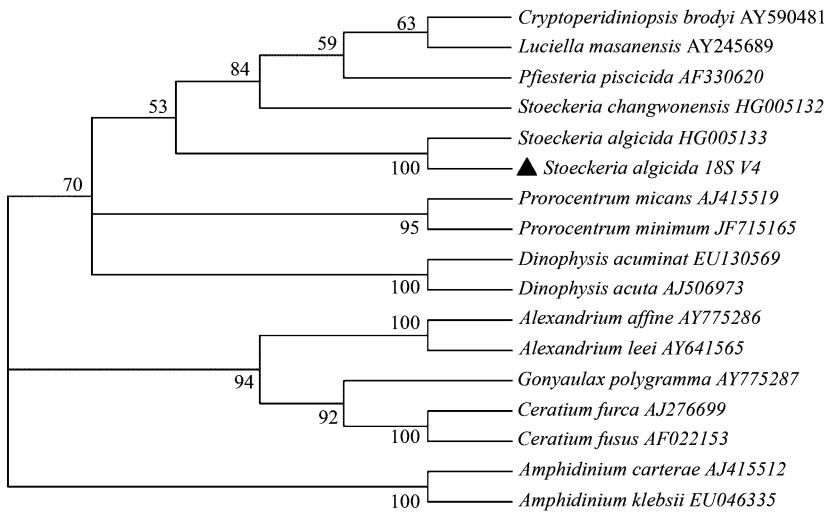 63 Cryptoperidiniopsis brodyi AY590481
59 Luciella masanensis AY245689
84 Pfiesteria piscicida AF330620
53 Stoeckeria changwonensis HG005132
Stoeckeria algicida HG005133
100 ▲ Stoeckeria algicida 18S V4
70 Prorocentrum micans AJ415519
95 Prorocentrum minimum JF715165
Dinophysis acuminat EU130569
100 Dinophysis acuta AJ506973
100 Alexandrium affine AY775286
Alexandrium leei AY641565
94 Gonyaulax polygramma AY775287
92 Ceratium furca AJ276699
100 Ceratium fusus AF022153
Amphidinium carterae AJ415512
100 Amphidinium klebsii EU046335